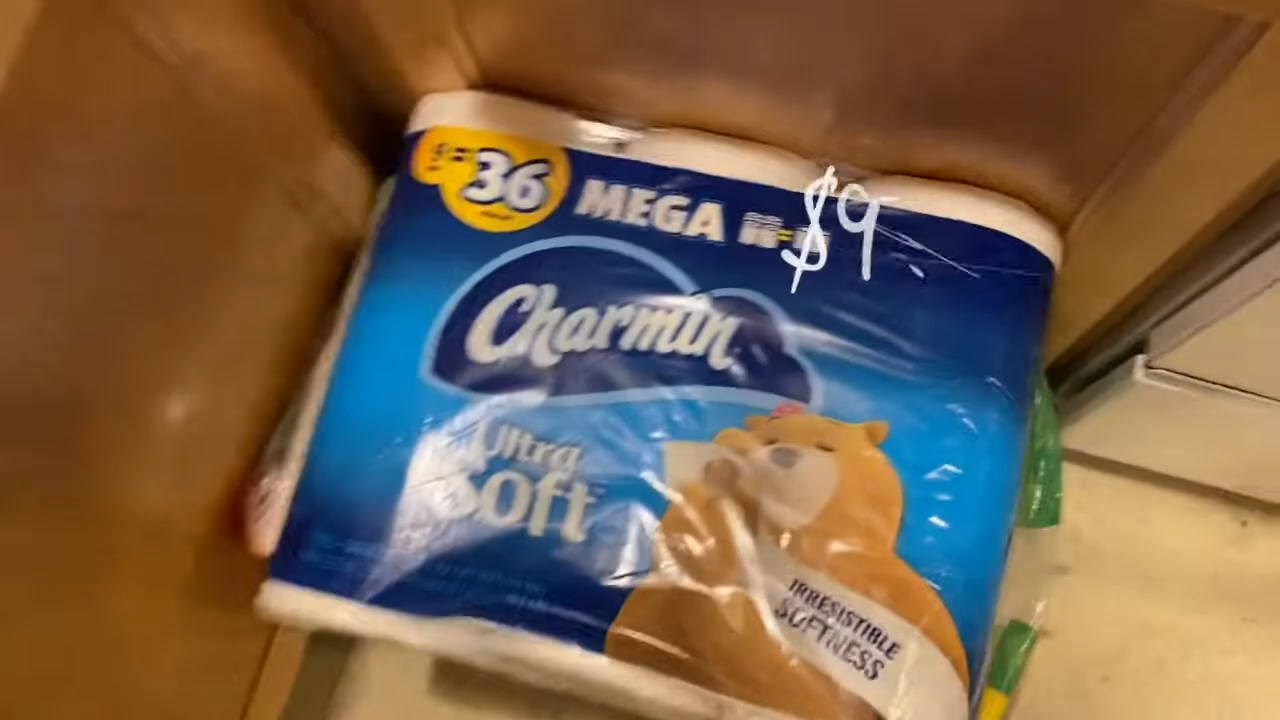 = 36 MEGA
$9
Charmin
Ultra
Soft
IRRESISTIBLE
SOFTNESS